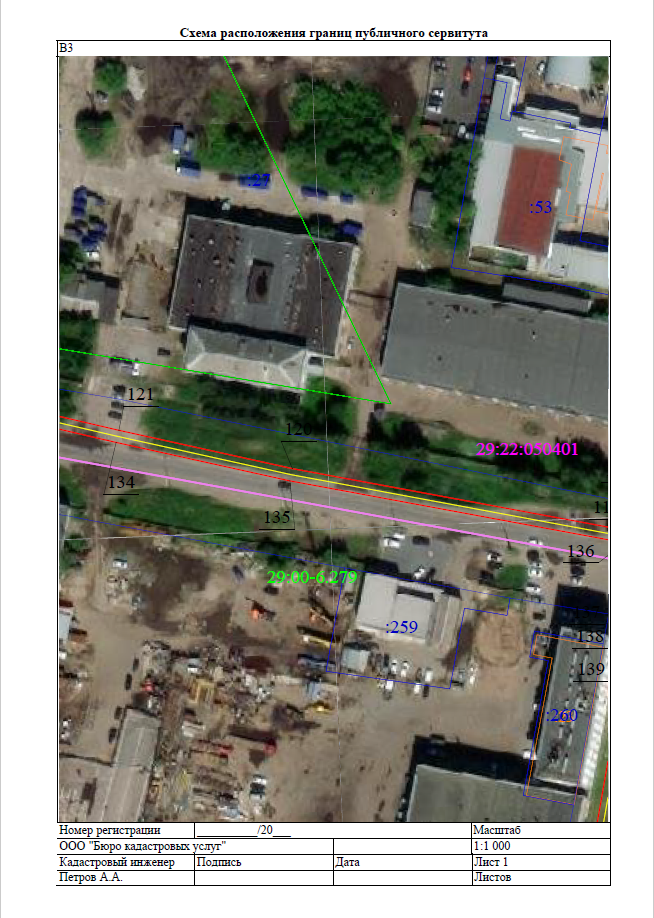 Схема расположения границ публичного сервитута
В3
:27
:53
121
120
29:22:050401
134
11
135
136
29:00-6.279
:259
138
139
:260
Номер регистрации __________/20___ Масштаб
ООО "Бюро кадастровых услуг" 1:1 000
Кадастровый инженер Подпись Дата Лист 1
Петров А.А. Листов